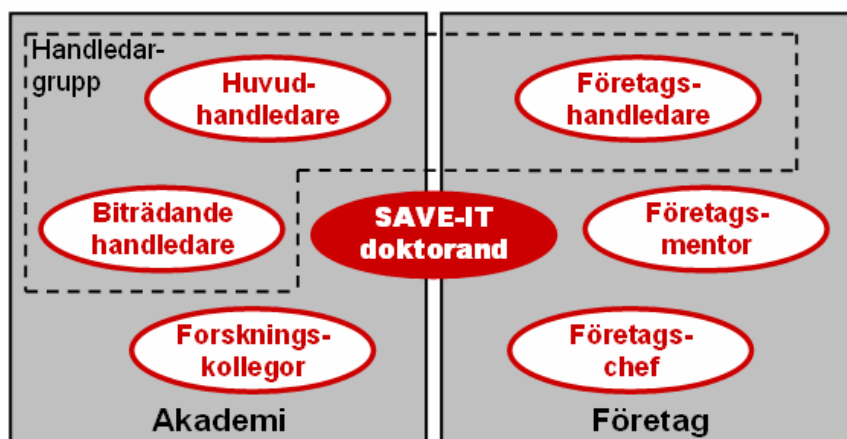 Handledar-
grupp
Huvud-
handledare
Företags-
handledare
Biträdande
handledare
SAVE-IT
doktorand
Företags-
mentor
Forsknings-
kollegor
Företags-
chef
Akademi
Företag